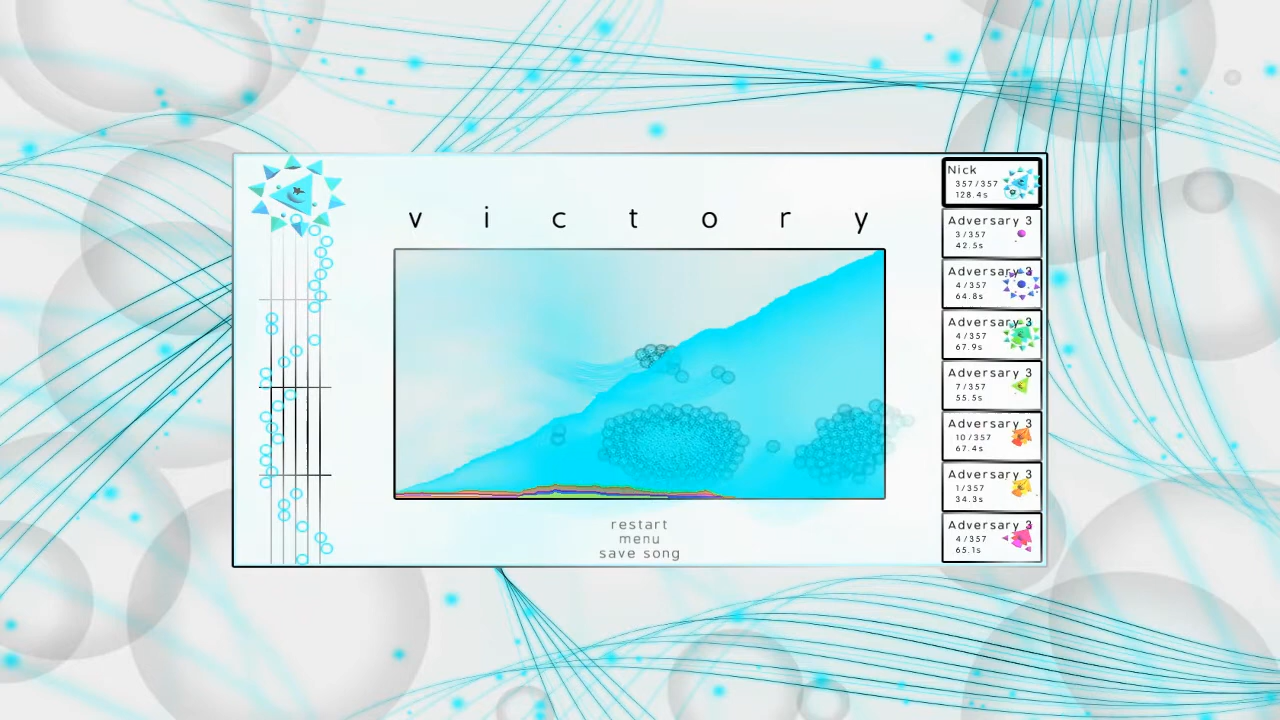 victory
restart
menu
save song
Nick
357/357
128.4s
Adversary 3
3/357
42.5s
Adversary 3
4/357
64.8s
Adversary 3
4/357
67.9s
Adversary 3
7/357
55.5s
Adversary 3
10/357
67.4s
Adversary 3
1/357
34.3s
Adversary 3
4/357
65.1s